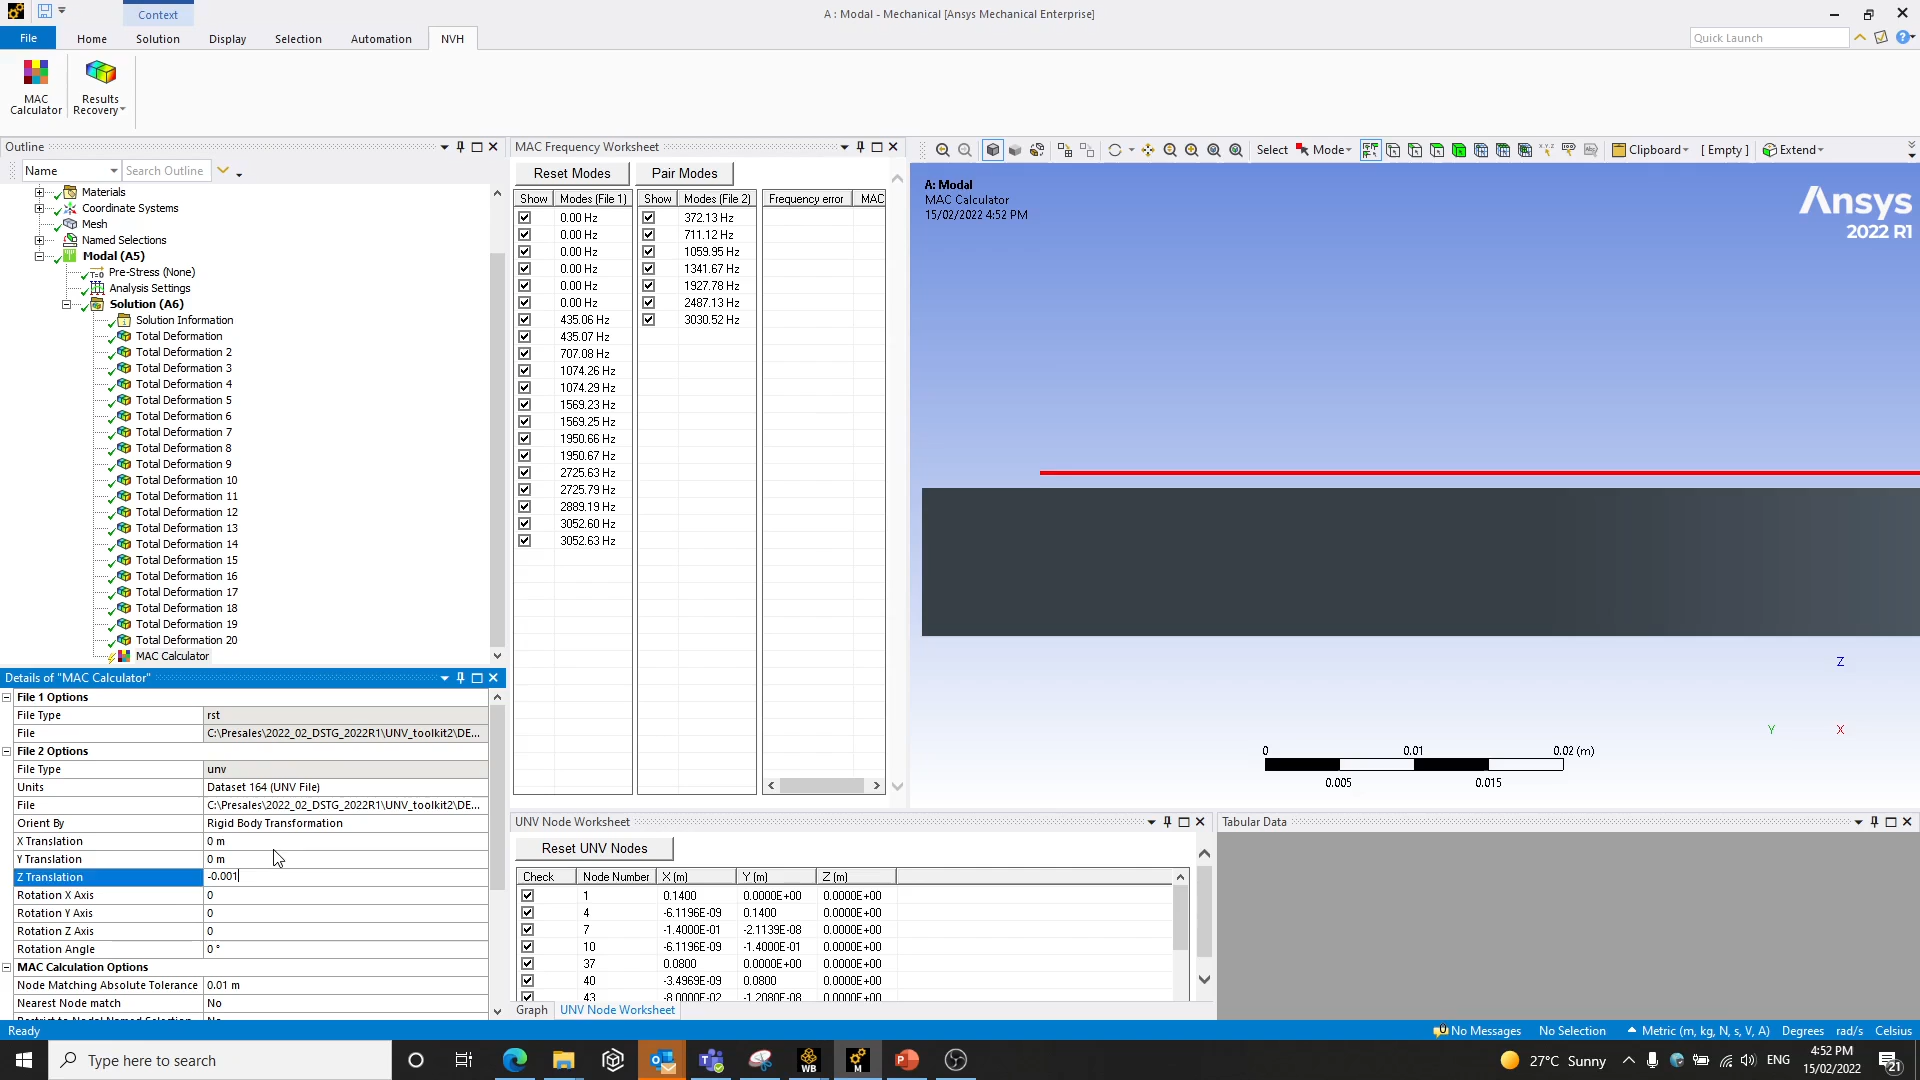 A : Modal - Mechanical [Ansys Mechanical Enterprise]
Context
File Home Solution Display Selection Automation NVH
Quick Launch
MAC Calculator
Results Recovery
Outline
Name Search Outline
Materials
Coordinate Systems
Mesh
Named Selections
Modal (A5)
Pre-Stress (None)
Analysis Settings
Solution (A6)
Solution Information
Total Deformation
Total Deformation 2
Total Deformation 3
Total Deformation 4
Total Deformation 5
Total Deformation 6
Total Deformation 7
Total Deformation 8
Total Deformation 9
Total Deformation 10
Total Deformation 11
Total Deformation 12
Total Deformation 13
Total Deformation 14
Total Deformation 15
Total Deformation 16
Total Deformation 17
Total Deformation 18
Total Deformation 19
Total Deformation 20
MAC Calculator
Details of "MAC Calculator"
File 1 Options
File Type rst
File C:\Presales\2022_02_DSTG_2022R1\UNV_toolkit2\DE...
File 2 Options
File Type unv
Units Dataset 164 (UNV File)
File C:\Presales\2022_02_DSTG_2022R1\UNV_toolkit2\DE...
Orient By Rigid Body Transformation
X Translation 0 m
Y Translation 0 m
Z Translation -0.001
Rotation X Axis 0
Rotation Y Axis 0
Rotation Z Axis 0
Rotation Angle 0 °
MAC Calculation Options
Node Matching Absolute Tolerance 0.01 m
Nearest Node match No
MAC Frequency Worksheet
Reset Modes Pair Modes
Show Modes (File 1) Show Modes (File 2) Frequency error MAC
0.00 Hz 372.13 Hz
0.00 Hz 711.12 Hz
0.00 Hz 1059.95 Hz
0.00 Hz 1341.67 Hz
0.00 Hz 1927.78 Hz
0.00 Hz 2487.13 Hz
435.06 Hz 3030.52 Hz
435.07 Hz
707.08 Hz
1074.26 Hz
1074.29 Hz
1569.23 Hz
1569.25 Hz
1950.66 Hz
1950.67 Hz
2725.63 Hz
2725.79 Hz
2889.19 Hz
3052.60 Hz
3052.63 Hz
Select Mode Clipboard [ Empty ] Extend
A: Modal
MAC Calculator
15/02/2022 4:52 PM
Ansys
2022 R1
Z
Y X
0 0.01 0.02 (m)
0.005 0.015
UNV Node Worksheet
Reset UNV Nodes
Check Node Number X (m) Y (m) Z (m)
1 0.1400 0.0000E+00 0.0000E+00
4 -6.1196E-09 0.1400 0.0000E+00
7 -1.4000E-01 -2.1139E-08 0.0000E+00
10 -6.1196E-09 -1.4000E-01 0.0000E+00
37 0.0800 0.0000E+00 0.0000E+00
40 -3.4969E-09 0.0800 0.0000E+00
43 -8.0000E-02 -1.2080E-08 0.0000E+00
Graph UNV Node Worksheet
Tabular Data
Ready
No Messages No Selection Metric (m, kg, N, s, V, A) Degrees rad/s Celsius
Type here to search
WB
M
27°C Sunny
ENG
4:52 PM
15/02/2022
21